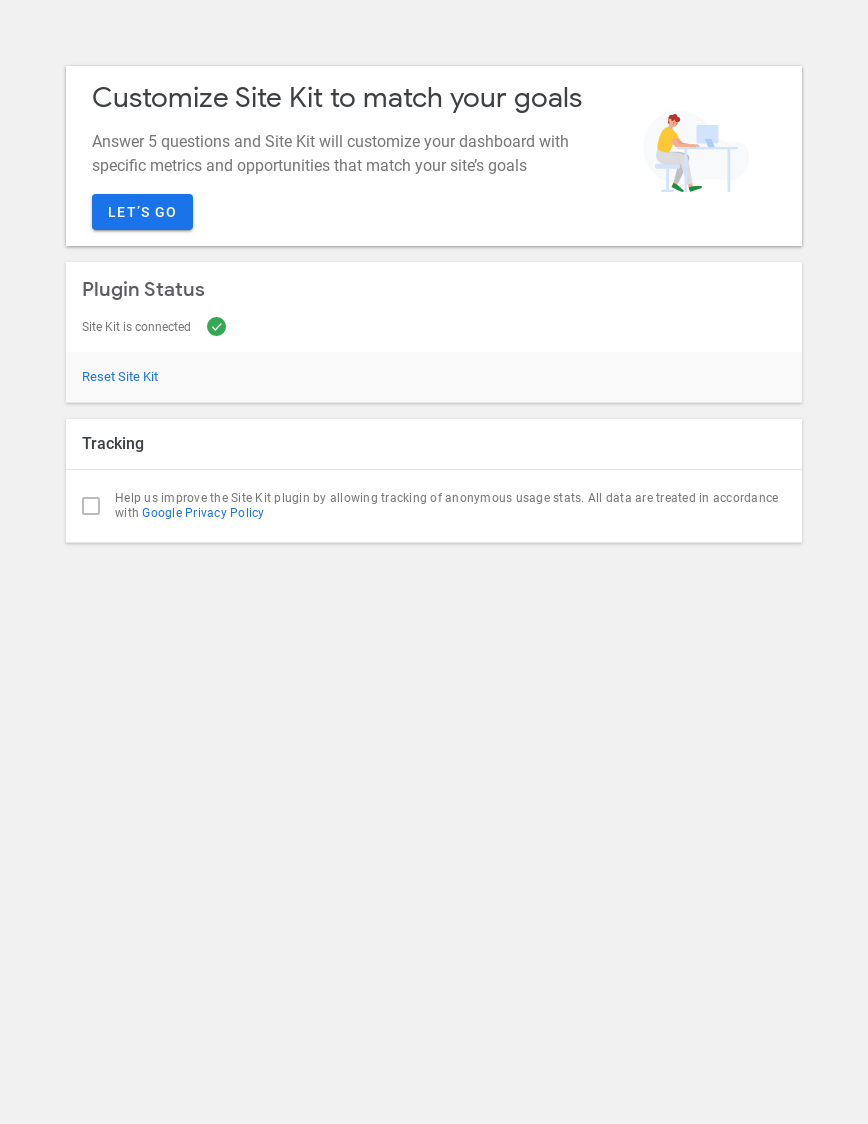 Customize Site Kit to match your goals
Answer 5 questions and Site Kit will customize your dashboard with
specific metrics and opportunities that match your site’s goals
LET’S GO
Plugin Status
Site Kit is connected
Reset Site Kit
Tracking
Help us improve the Site Kit plugin by allowing tracking of anonymous usage stats. All data are treated in accordance
with Google Privacy Policy